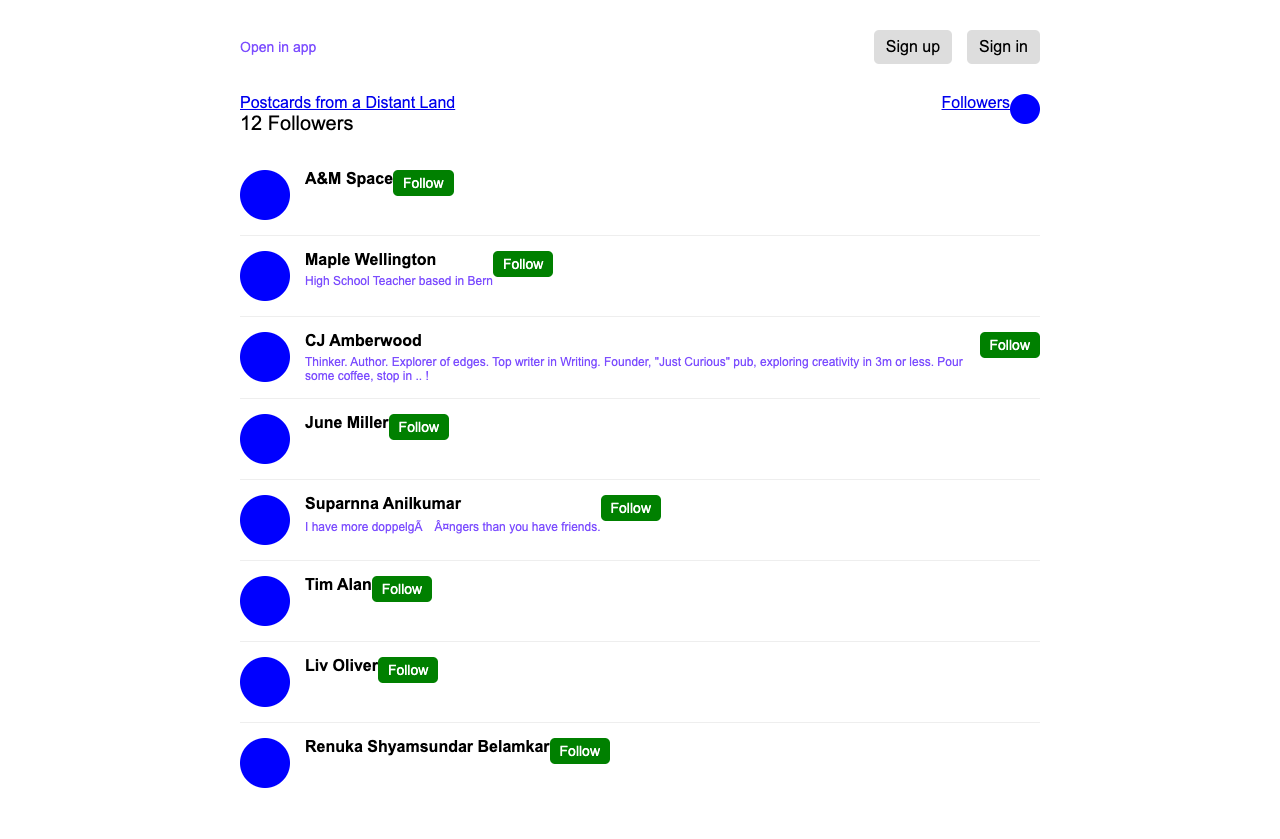 Open in app
Sign up
Sign in
Postcards from a Distant Land
Followers
12 Followers
A&M Space
Follow
Maple Wellington
Follow
High School Teacher based in Bern
CJ Amberwood
Follow
Thinker. Author. Explorer of edges. Top writer in Writing. Founder, "Just Curious" pub, exploring creativity in 3m or less. Pour
some coffee, stop in .. !
June Miller
Follow
Suparnna Anilkumar
Follow
I have more doppelgÃ Â¤ngers than you have friends.
Tim Alan
Follow
Liv Oliver
Follow
Renuka Shyamsundar Belamkar
Follow